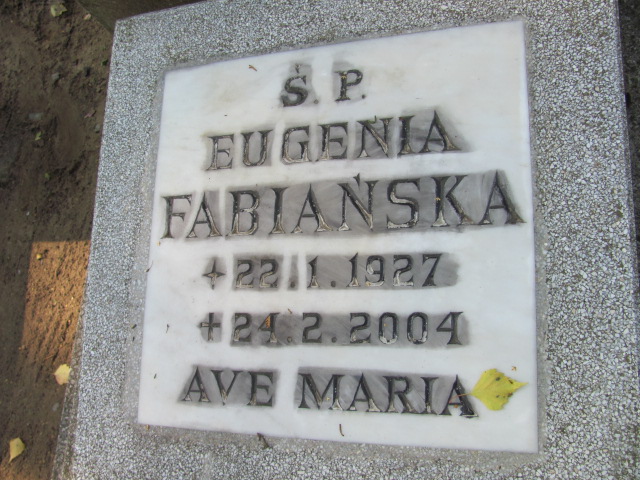 Ś. P.
EUGENIA
FABIAŃSKA
+ 22.1.1927
+ 24.2.2004
AVE MARIA